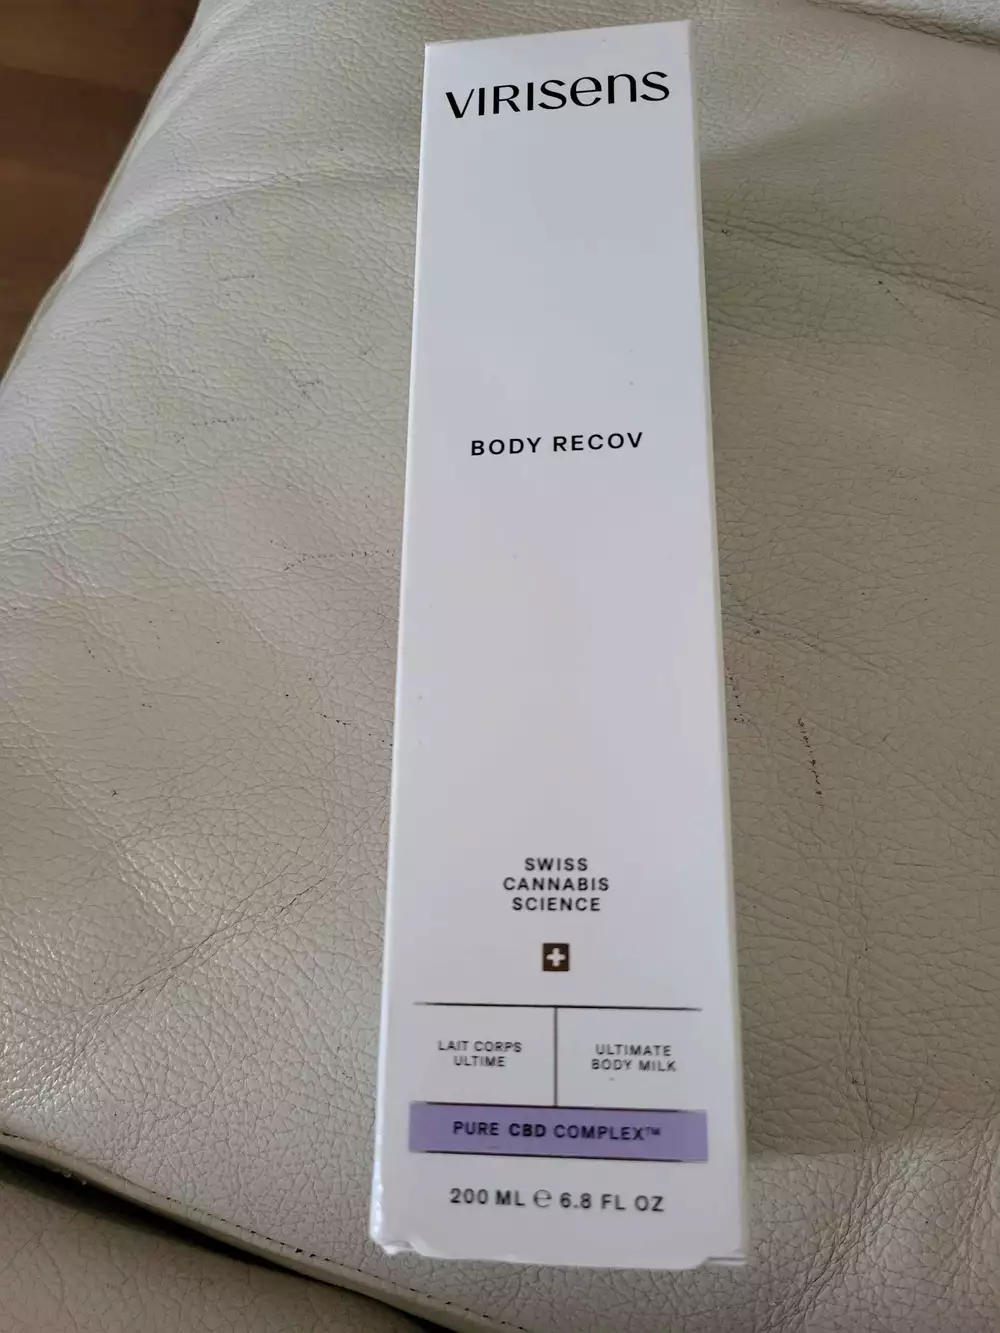 VIRISens
BODY RECOV
SWISS
CANNABIS
SCIENCE
LAIT CORPS
ULTIME
ULTIMATE
BODY MILK
PURE CBD COMPLEX™
200 ML ℮ 6.8 FL OZ